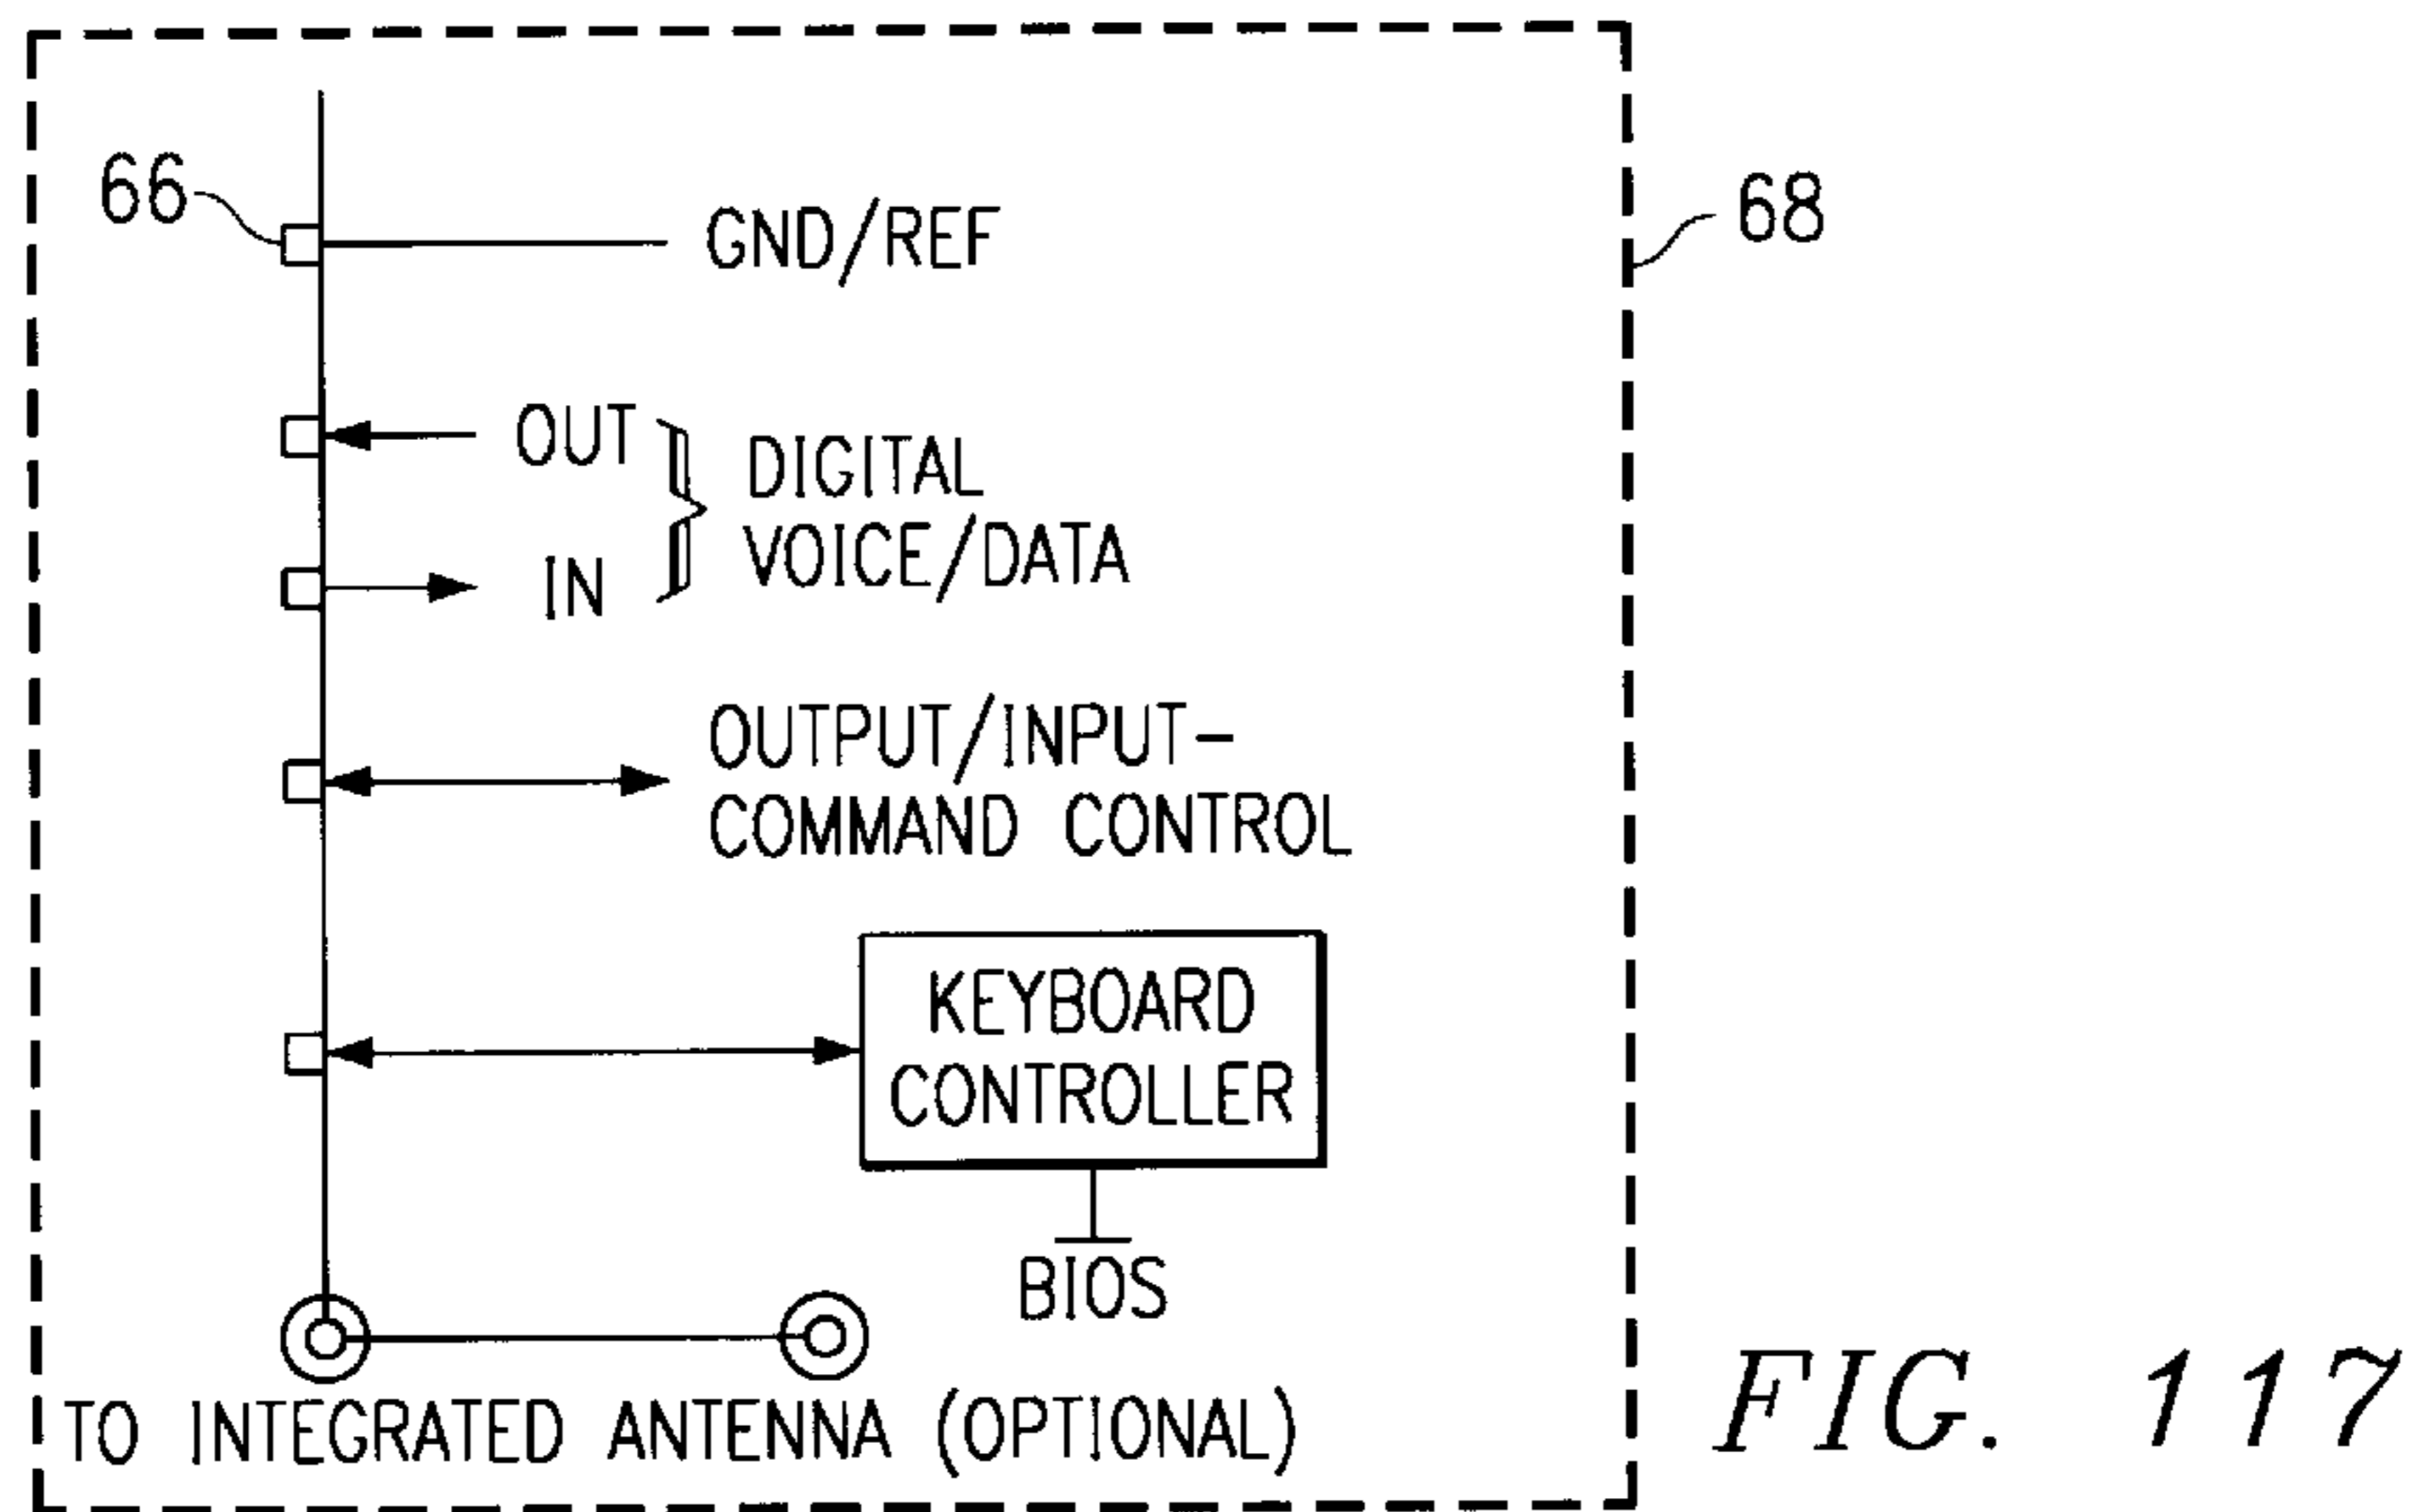 66
GND/REF
68
OUT
DIGITAL
VOICE/DATA
IN
OUTPUT/INPUT-
COMMAND CONTROL
KEYBOARD
CONTROLLER
BIOS
TO INTEGRATED ANTENNA (OPTIONAL)
FIG. 117